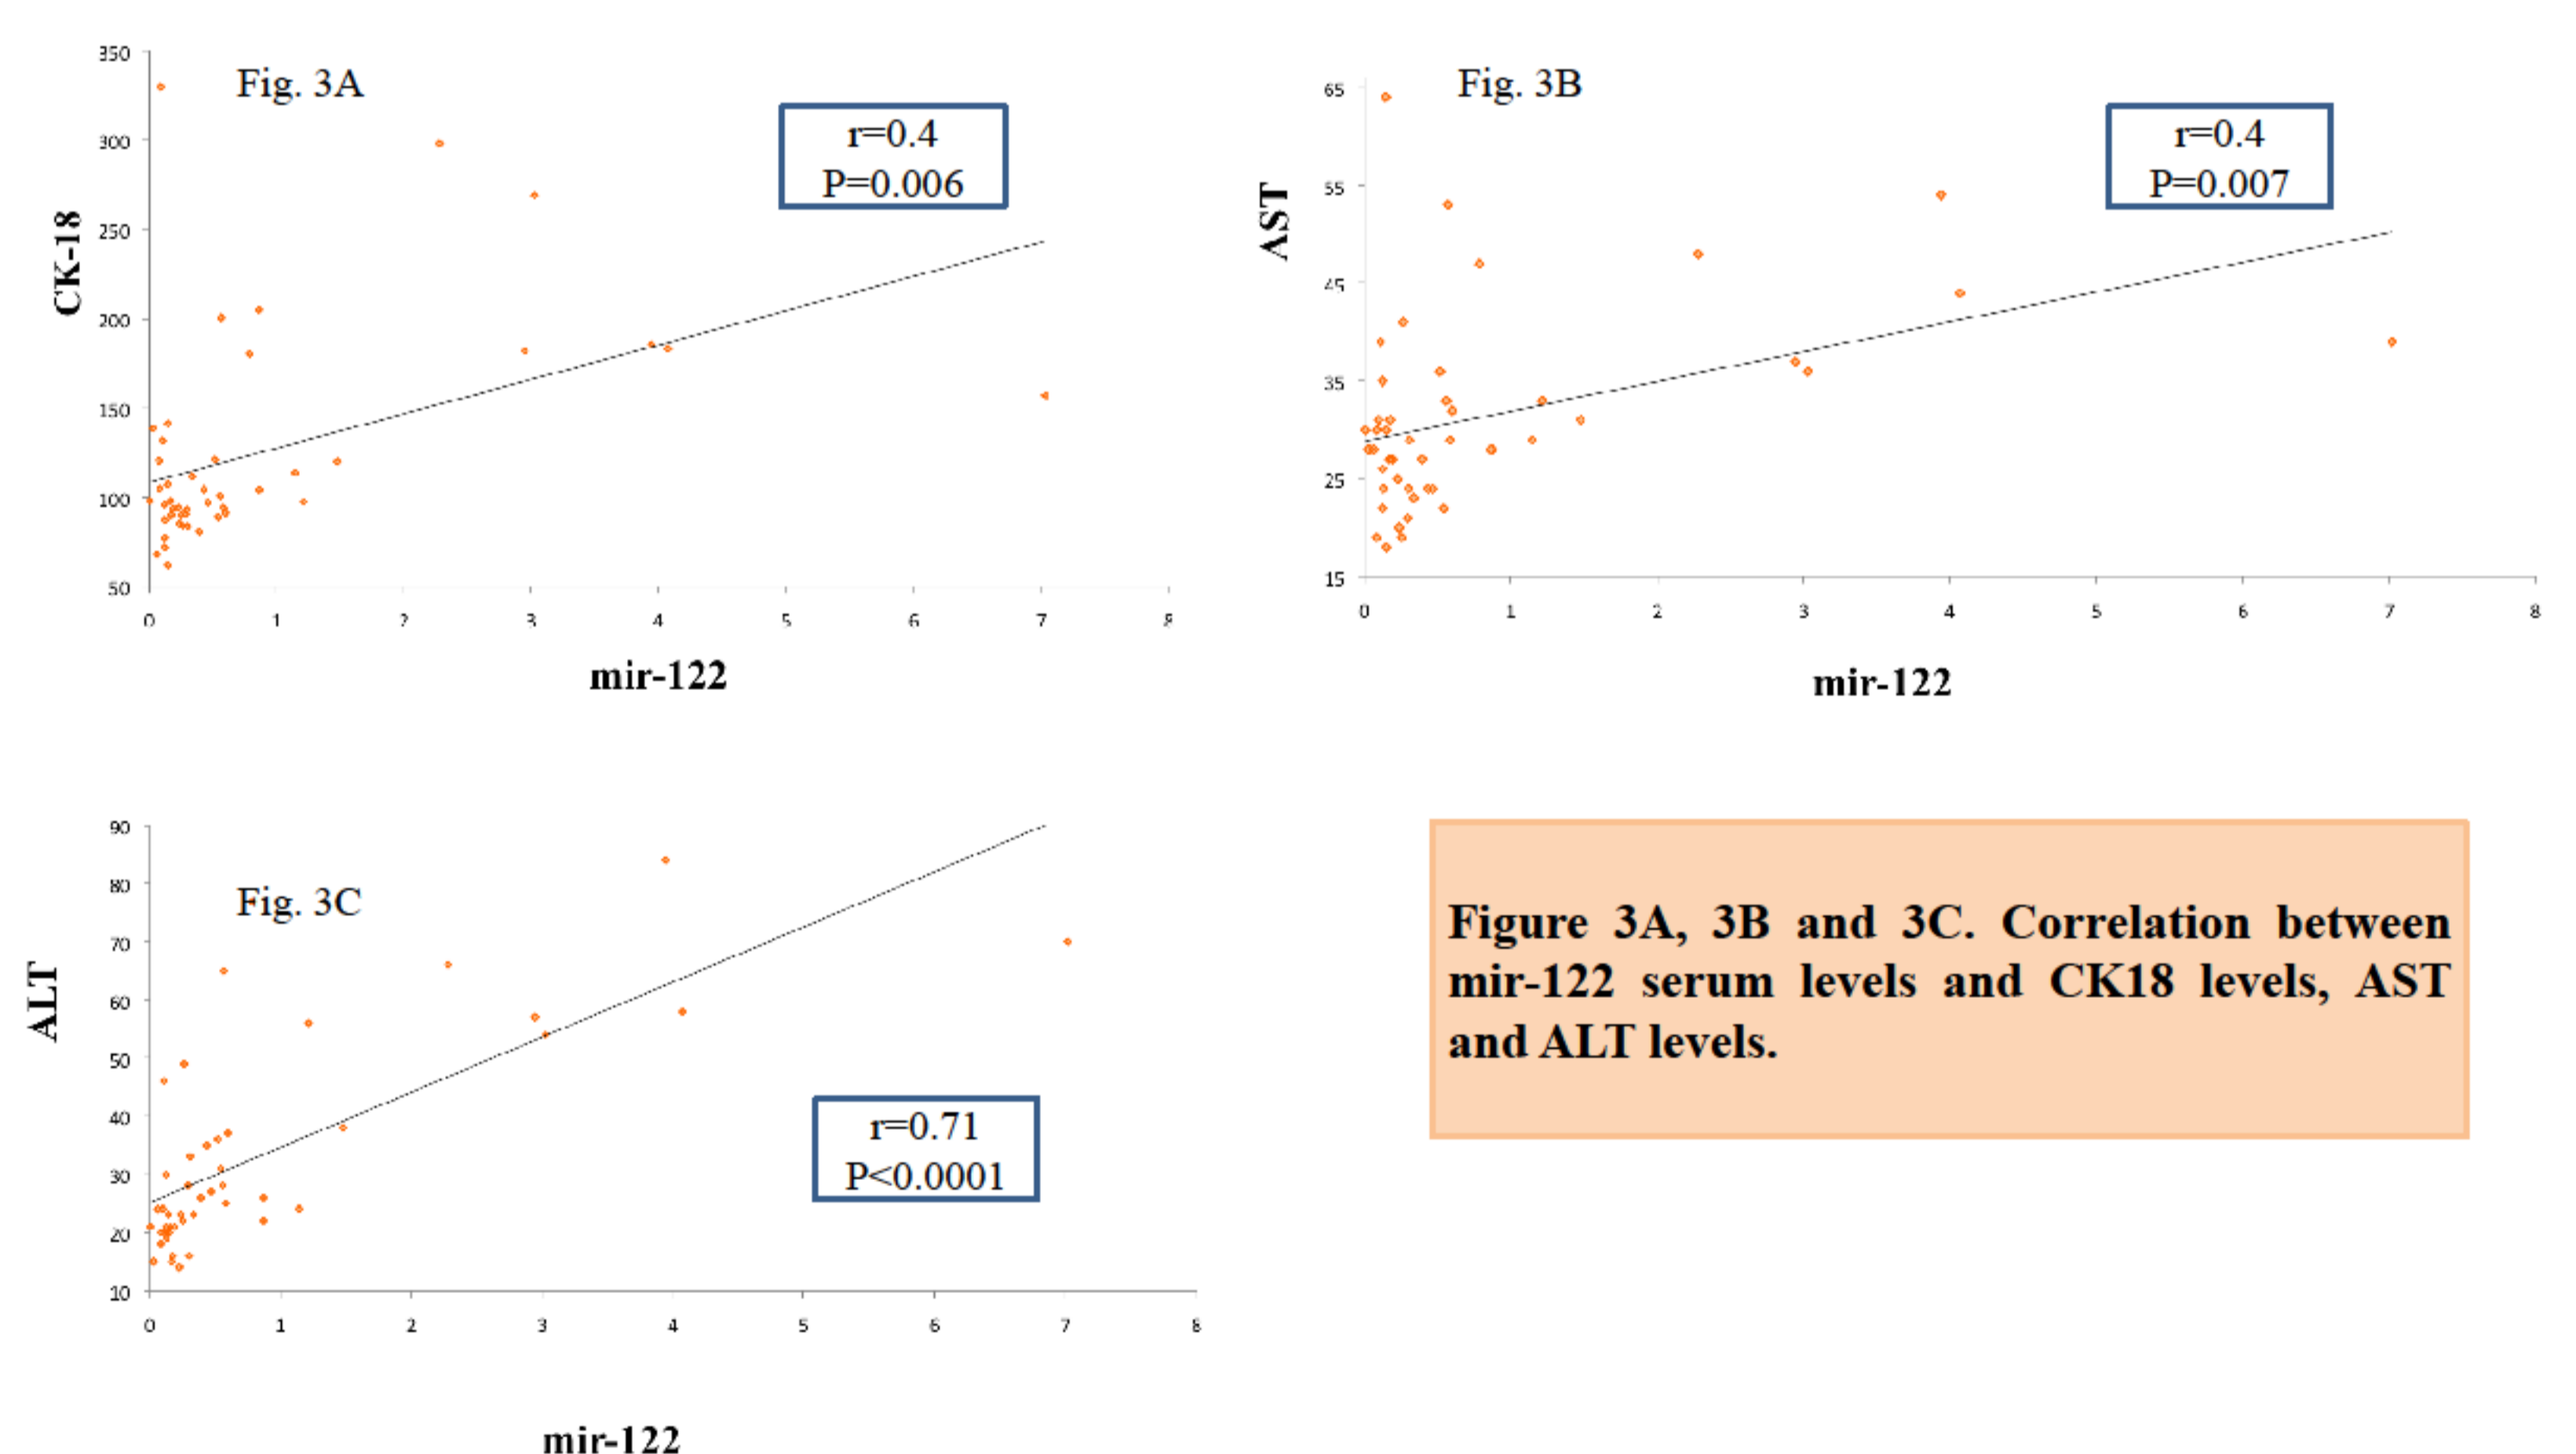 Fig. 3A
r=0.4
P=0.006
CK-18
350
300
250
200
150
100
50
0 1 2 3 4 5 6 7 8
mir-122
Fig. 3B
r=0.4
P=0.007
AST
65
55
45
35
25
15
0 1 2 3 4 5 6 7 8
mir-122
Fig. 3C
r=0.71
P<0.0001
ALT
90
80
70
60
50
40
30
20
10
0 1 2 3 4 5 6 7 8
mir-122
Figure 3A, 3B and 3C. Correlation between
mir-122 serum levels and CK18 levels, AST
and ALT levels.